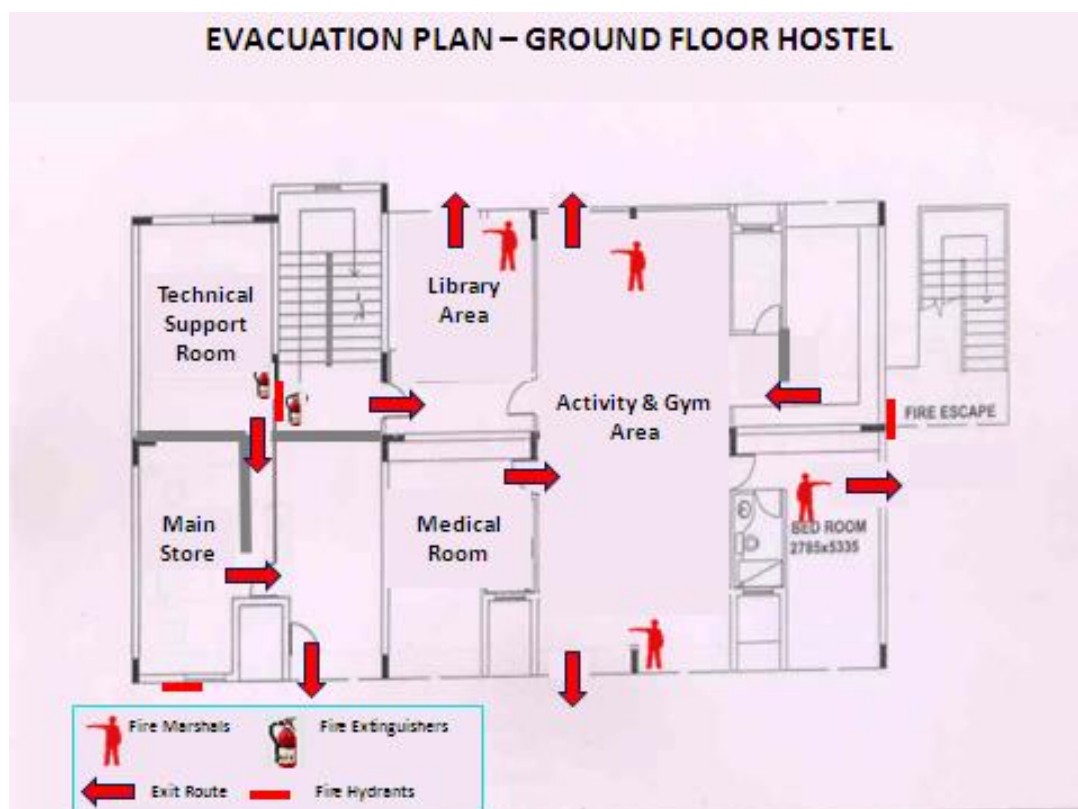 EVACUATION PLAN – GROUND FLOOR HOSTEL
Technical
Support
Room
Library
Area
Activity & Gym
Area
FIRE ESCAPE
Main
Store
Medical
Room
BED ROOM
2785x5335
Fire Marshals
Fire Extinguishers
Exit Route
Fire Hydrants